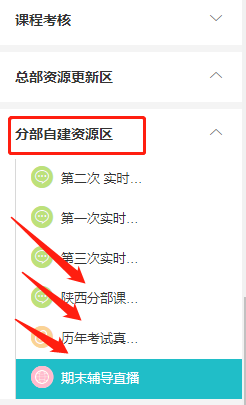 课程考核
总部资源更新区
分部自建资源区
第二次 实时...
第一次实时...
第三次实时...
陕西分部课...
历年考试真...
期末辅导直播